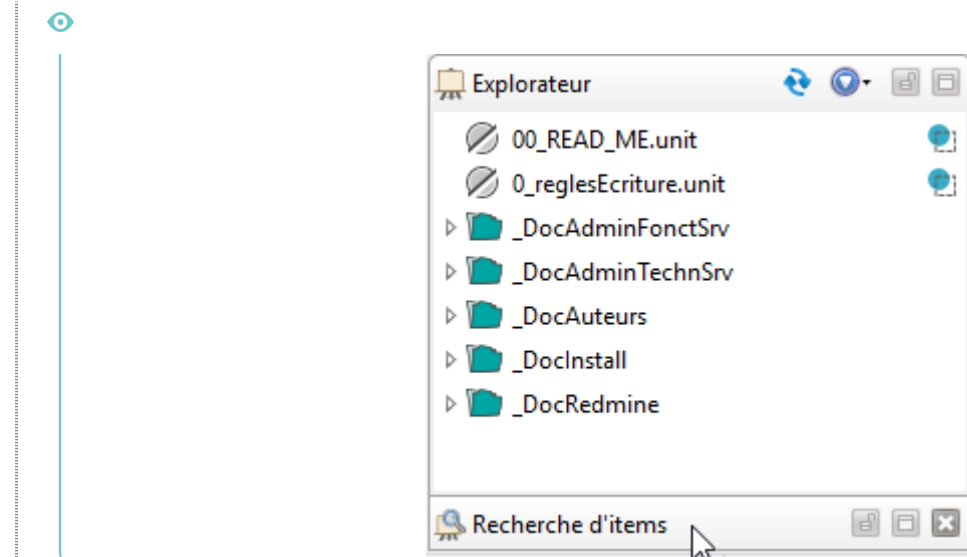 Explorateur
00_READ_ME.unit
0_reglesEcriture.unit
_DocAdminFonctSrv
_DocAdminTechnSrv
_DocAuteurs
_DocInstall
_DocRedmine
Recherche d'items